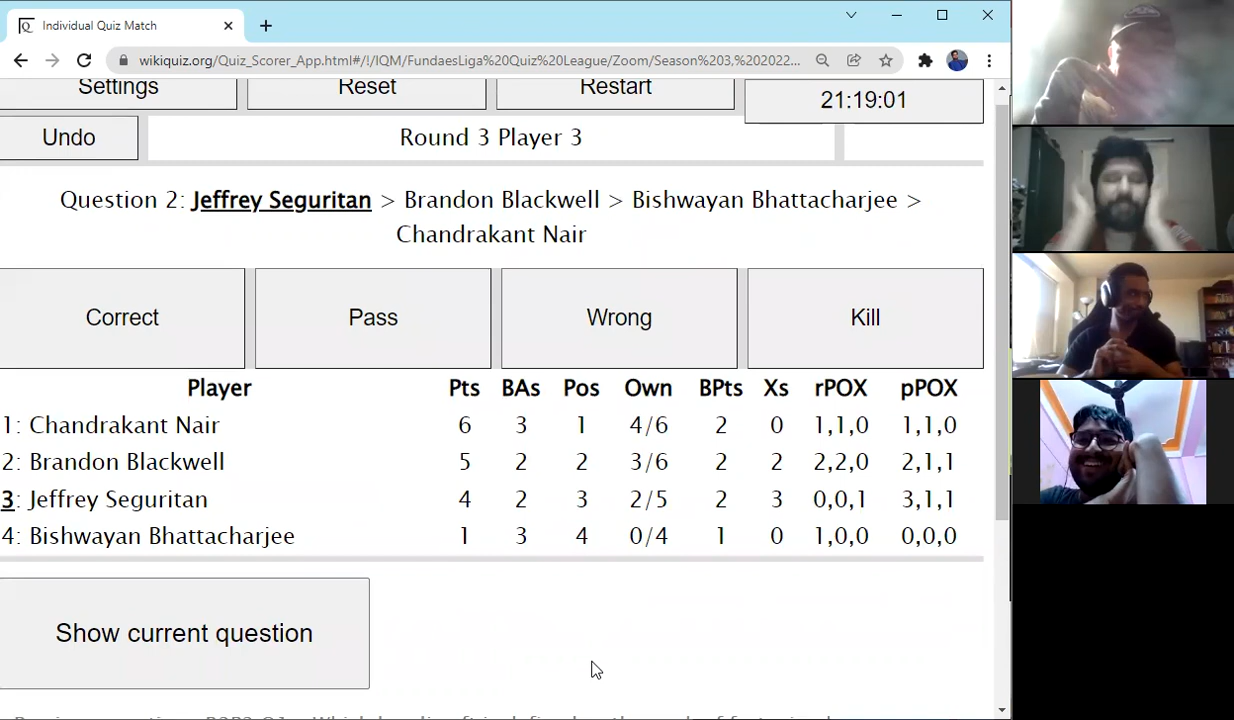 Individual Quiz Match
wikiquiz.org/Quiz_Scorer_App.html#/!/IQM/FundaesLiga%20Quiz%20League/Zoom/Season%203,%202022...
Settings
Reset
Restart
21:19:01
Undo
Round 3 Player 3
Question 2: Jeffrey Seguritan > Brandon Blackwell > Bishwayan Bhattacharjee >
Chandrakant Nair
Correct
Pass
Wrong
Kill
Player Pts BAs Pos Own BPts Xs rPOX pPOX
1: Chandrakant Nair 6 3 1 4/6 2 0 1,1,0 1,1,0
2: Brandon Blackwell 5 2 2 3/6 2 2 2,2,0 2,1,1
3: Jeffrey Seguritan 4 2 3 2/5 2 3 0,0,1 3,1,1
4: Bishwayan Bhattacharjee 1 3 4 0/4 1 0 1,0,0 0,0,0
Show current question